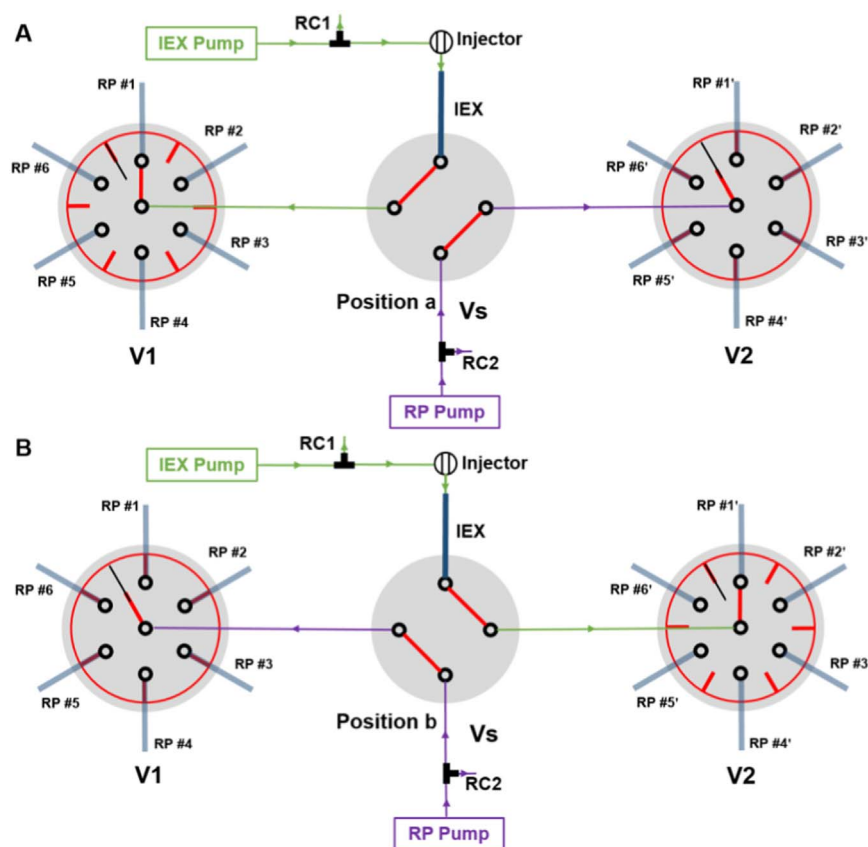 A
RC1
IEX Pump
Injector
RP #1
RP #2
RP #3
RP #4
RP #5
RP #6
V1
IEX
Position a
Vs
RC2
RP Pump
RP #1'
RP #2'
RP #3'
RP #4'
RP #5'
RP #6'
V2
B
RC1
IEX Pump
Injector
RP #1
RP #2
RP #3
RP #4
RP #5
RP #6
V1
IEX
Position b
Vs
RC2
RP Pump
RP #1'
RP #2'
RP #3
RP #4'
RP #5'
RP #6'
V2